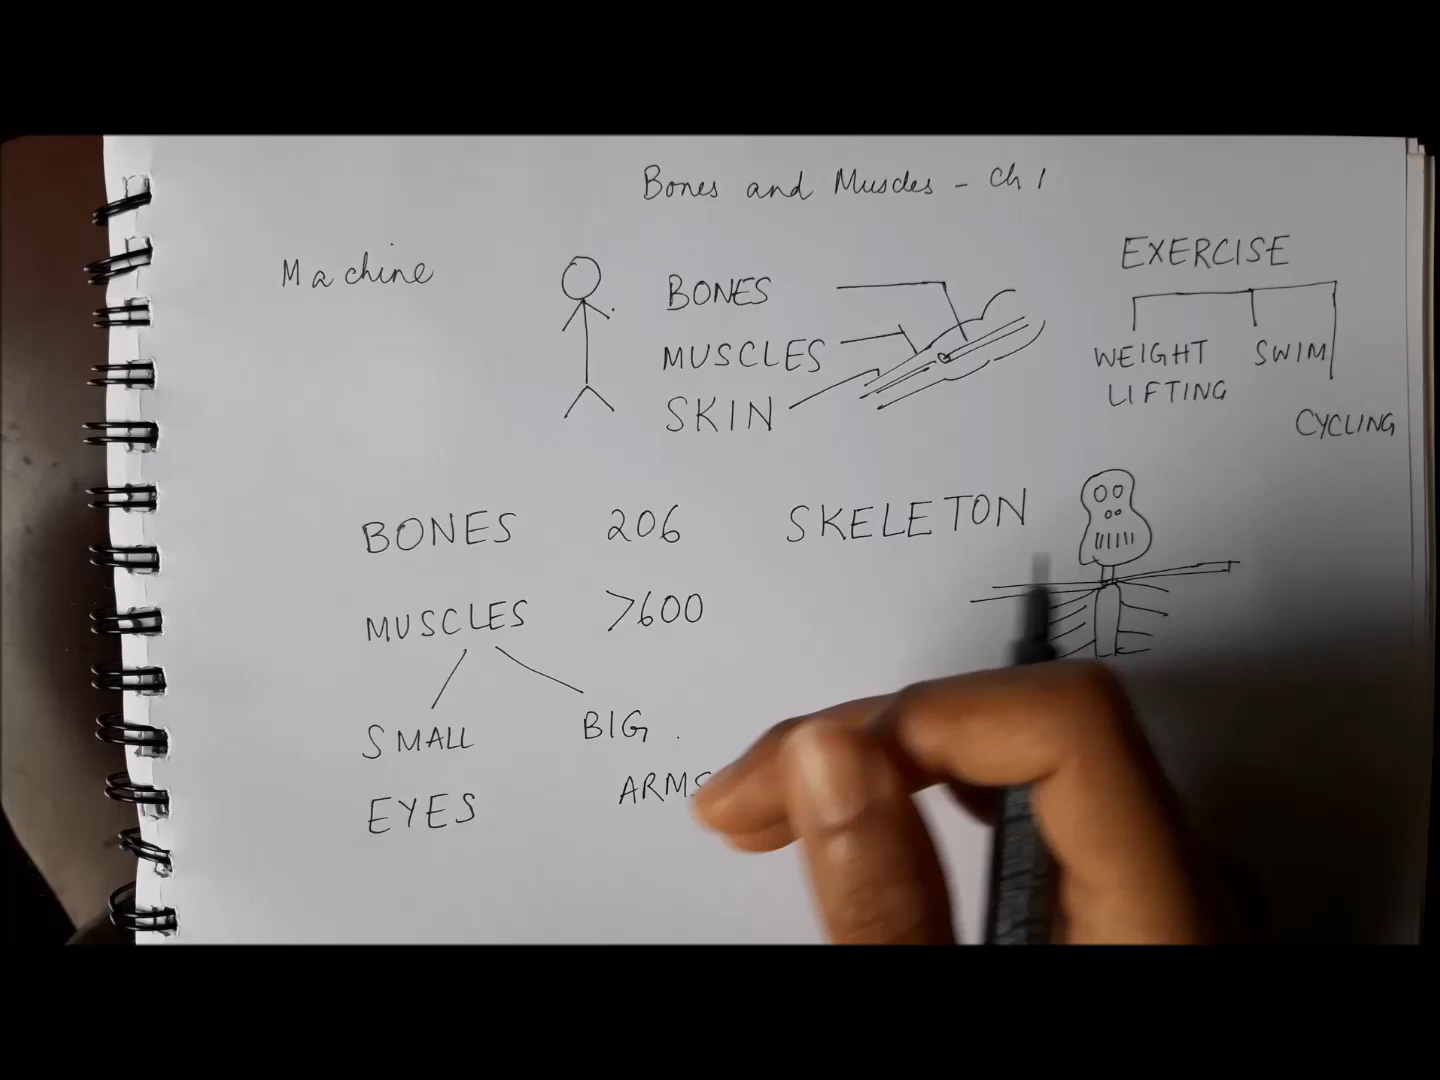 Bones and Muscles - Ch 1
Machine
BONES
MUSCLES
SKIN
EXERCISE
WEIGHT
LIFTING
SWIM
CYCLING
BONES 206 SKELETON
MUSCLES >600
SMALL BIG.
EYES ARMS